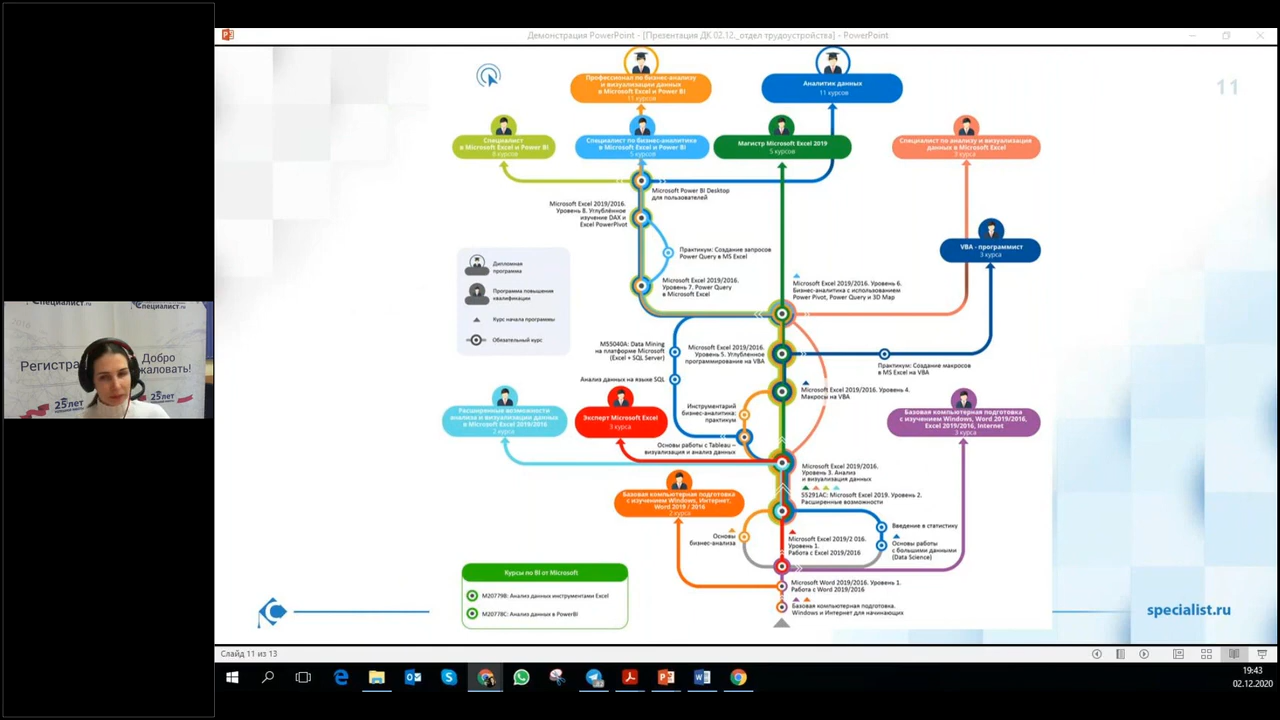 Демонстрация PowerPoint - [Презентация ДК 02.12._отдел трудоустройства] - PowerPoint
11
Профессионал по бизнес-анализу
и визуализации данных
в Microsoft Excel и Power BI
11 курсов
Аналитик данных
11 курсов
Специалист
в Microsoft Excel и Power BI
8 курсов
Специалист по бизнес-аналитике
в Microsoft Excel и Power BI
5 курсов
Магистр Microsoft Excel 2019
5 курсов
Специалист по анализу и визуализации
данных в Microsoft Excel
3 курса
Microsoft Power BI Desktop
для пользователей
Microsoft Excel 2019/2016.
Уровень 8. Углублённое
изучение DAX и
Excel PowerPivot
VBA - программист
3 курса
Практикум: Создание запросов
Power Query в MS Excel
Дипломная
программа
Программа повышения
квалификации
Курс начала программы
Обязательный курс
Microsoft Excel 2019/2016.
Уровень 7. Power Query
в Microsoft Excel
Microsoft Excel 2019/2016. Уровень 6.
Бизнес-аналитика с использованием
Power Pivot, Power Query и 3D Map
M55040A: Data Mining
на платформе Microsoft
(Excel + SQL Server)
Microsoft Excel 2019/2016.
Уровень 5. Углубленное
программирование на VBA
Практикум: Создание макросов
в MS Excel на VBA
Анализ данных на языке SQL
Microsoft Excel 2019/2016. Уровень 4.
Макросы на VBA
Расширенные возможности
анализа и визуализации данных
в Microsoft Excel 2019/2016
2 курса
Эксперт Microsoft Excel
3 курса
Инструментарий
бизнес-аналитика:
практикум
Базовая компьютерная подготовка
с изучением Windows, Word 2019/2016,
Excel 2019/2016, Internet
3 курса
Основы работы с Tableau –
визуализация и анализ данных
Microsoft Excel 2019/2016.
Уровень 3. Анализ
и визуализация данных
55291AC: Microsoft Excel 2019. Уровень 2.
Расширенные возможности
Базовая компьютерная подготовка
с изучением Windows, Интернет,
Word 2019 / 2016
2 курса
Введение в статистику
Основы
бизнес-анализа
Microsoft Excel 2019/2 016.
Уровень 1.
Работа с Excel 2019/2016
Основы работы
с большими данными
(Data Science)
Курсы по BI от Microsoft
M20779B: Анализ данных инструментами Excel
M20778C: Анализ данных в PowerBI
Microsoft Word 2019/2016. Уровень 1.
Работа с Word 2019/2016
Базовая компьютерная подготовка.
Windows и Интернет для начинающих
specialist.ru
Специалист.ru
Специалист.ru
Регистра
Добро
жаловать!
25лет
25лет
Слайд 11 из 13
19:43
02.12.2020